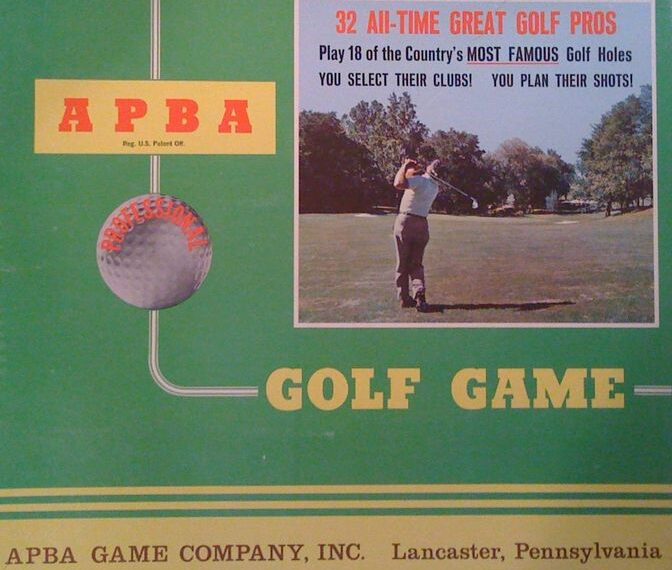 32 All-TIME GREAT GOLF PROS
Play 18 of the Country's MOST FAMOUS Golf Holes
YOU SELECT THEIR CLUBS! YOU PLAN THEIR SHOTS!
APBA
Reg. U.S. Patent Off.
PROFESSIONAL
GOLF GAME
APBA GAME COMPANY, INC. Lancaster, Pennsylvania